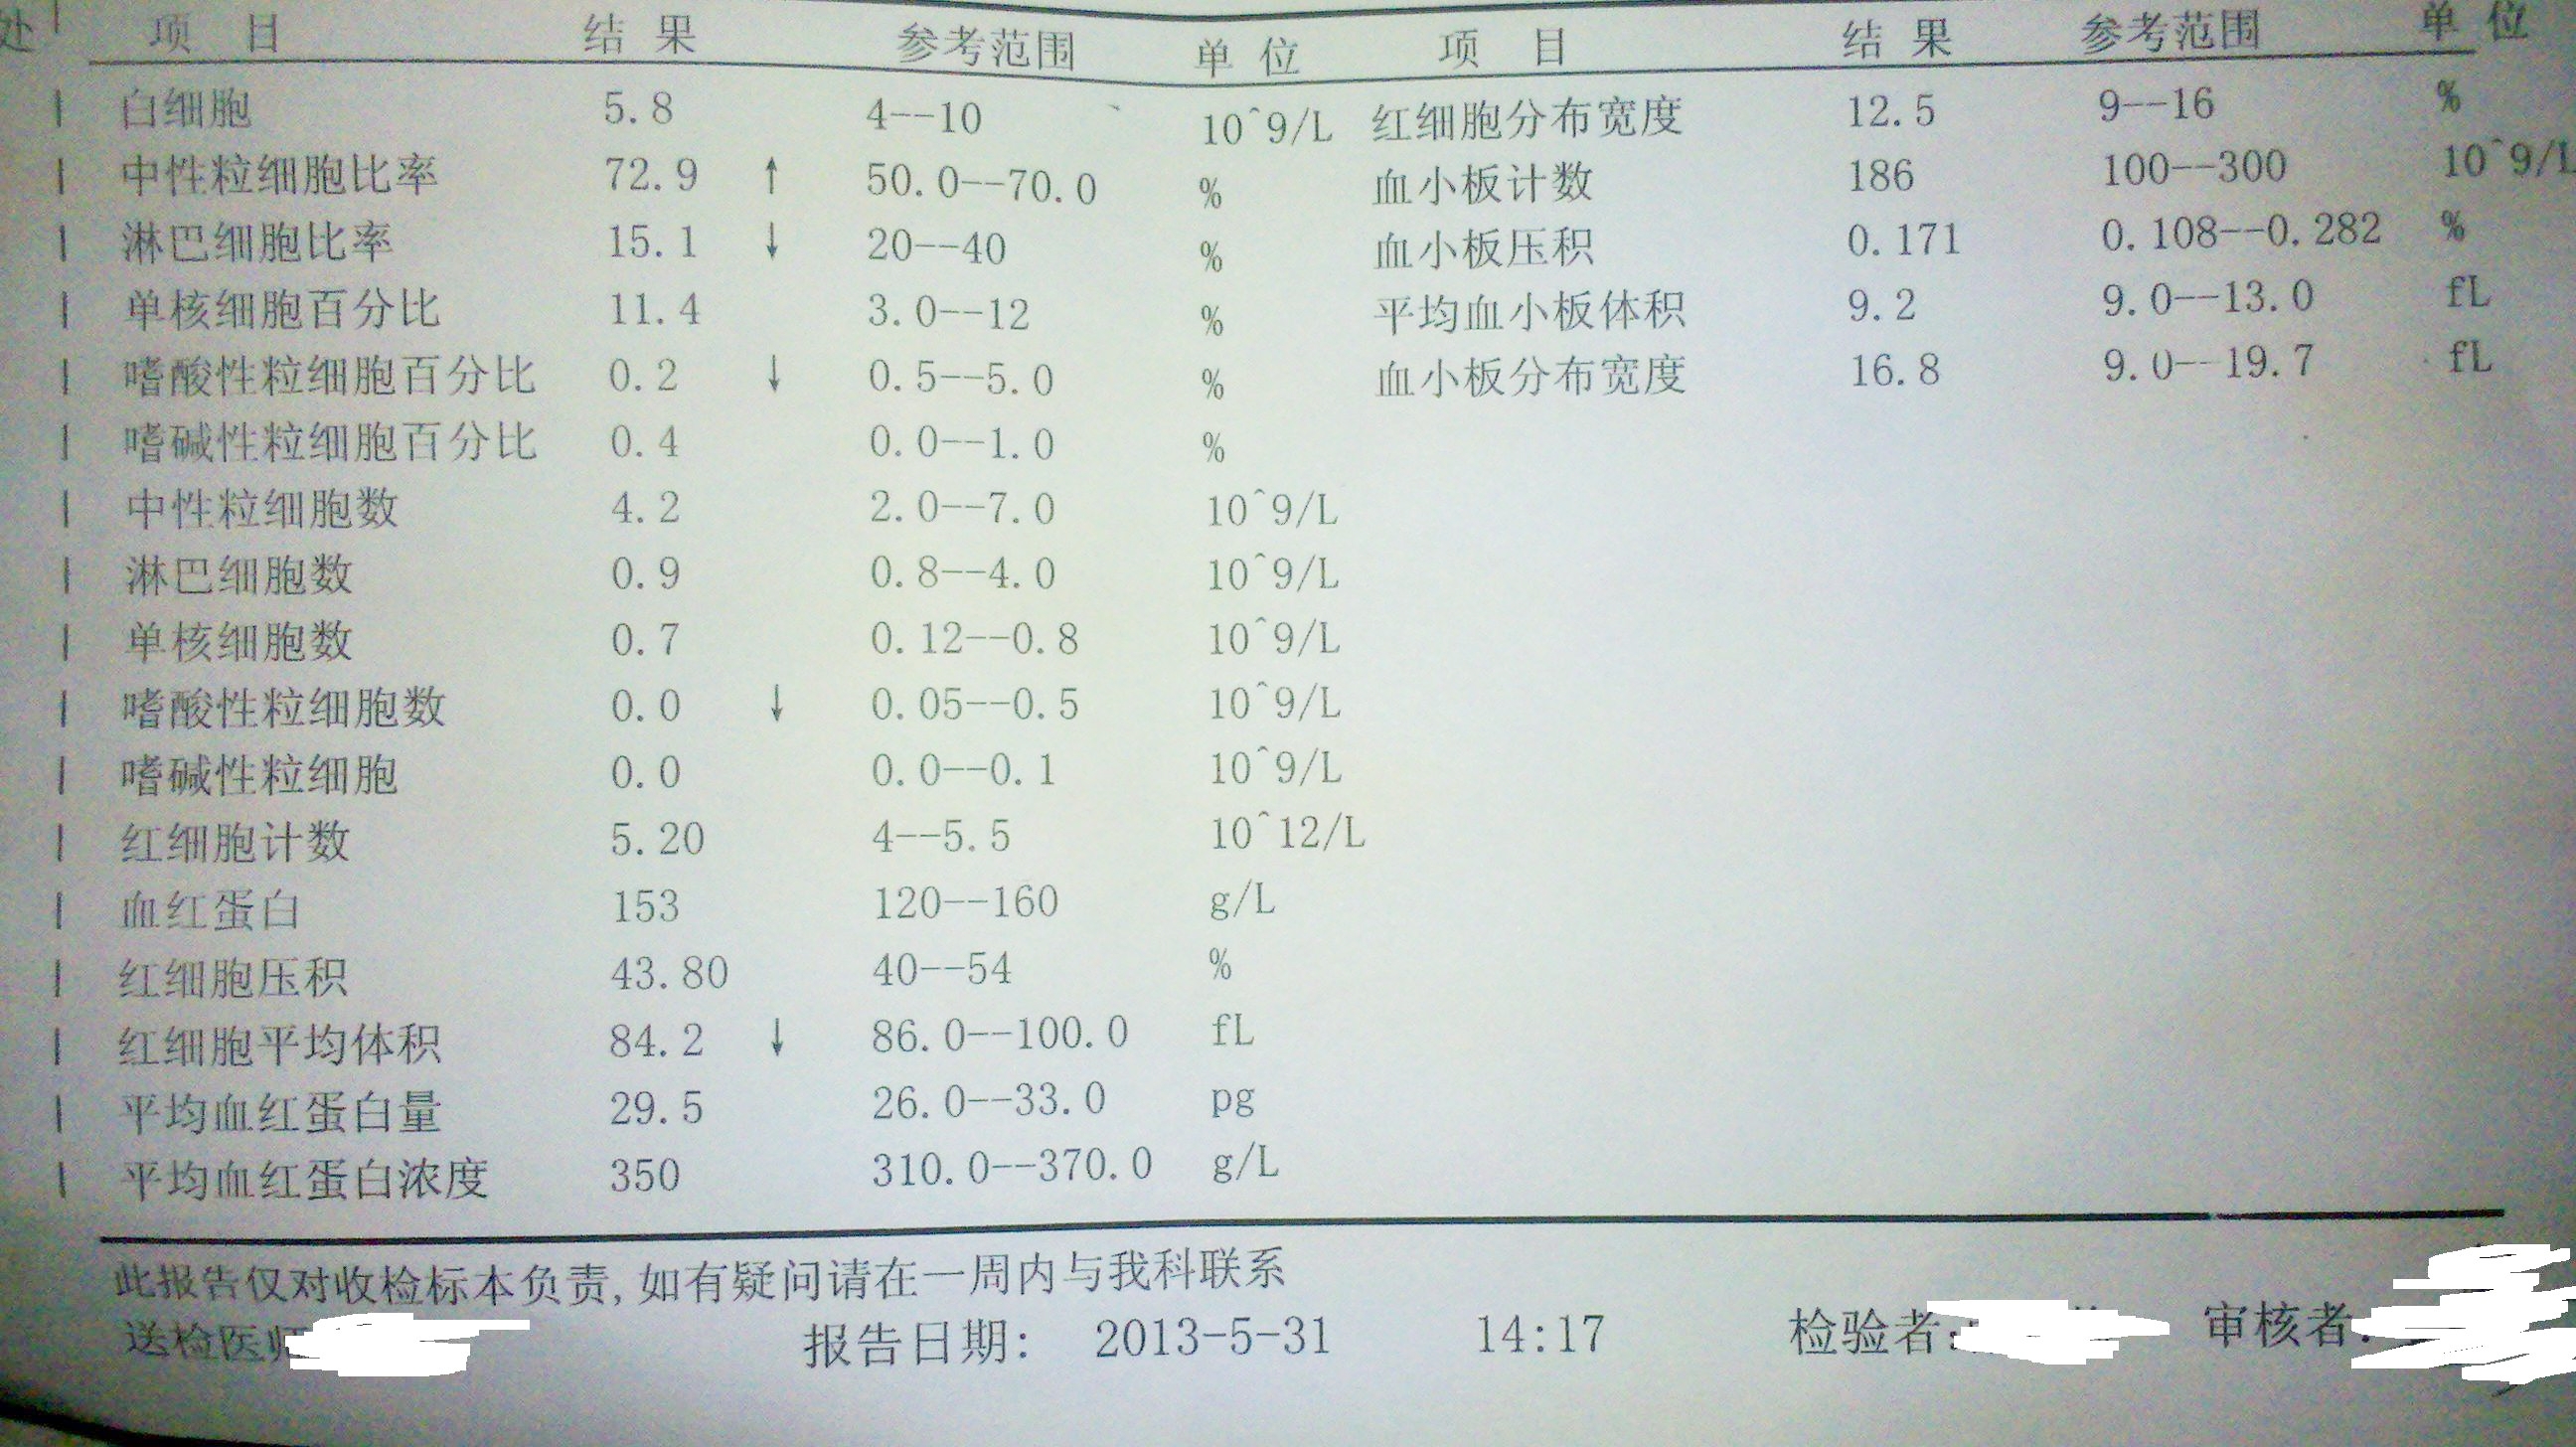 处 项 目 结 果 参考范围 单 位 项 目 结 果 参考范围 单 位
白细胞 5.8 4--10 10^9/L 红细胞分布宽度 12.5 9--16 %
中性粒细胞比率 72.9 ↑ 50.0--70.0 % 血小板计数 186 100--300 10^9/L
淋巴细胞比率 15.1 ↓ 20--40 % 血小板压积 0.171 0.108--0.282 %
单核细胞百分比 11.4 3.0--12 % 平均血小板体积 9.2 9.0--13.0 fL
嗜酸性粒细胞百分比 0.2 ↓ 0.5--5.0 % 血小板分布宽度 16.8 9.0--19.7 fL
嗜碱性粒细胞百分比 0.4 0.0--1.0 %
中性粒细胞数 4.2 2.0--7.0 10^9/L
淋巴细胞数 0.9 0.8--4.0 10^9/L
单核细胞数 0.7 0.12--0.8 10^9/L
嗜酸性粒细胞数 0.0 ↓ 0.05--0.5 10^9/L
嗜碱性粒细胞 0.0 0.0--0.1 10^9/L
红细胞计数 5.20 4--5.5 10^12/L
血红蛋白 153 120--160 g/L
红细胞压积 43.80 40--54 %
红细胞平均体积 84.2 ↓ 86.0--100.0 fL
平均血红蛋白量 29.5 26.0--33.0 pg
平均血红蛋白浓度 350 310.0--370.0 g/L
此报告仅对收检标本负责,如有疑问请在一周内与我科联系
送检医师 报告日期: 2013-5-31 14:17 检验者: 审核者: